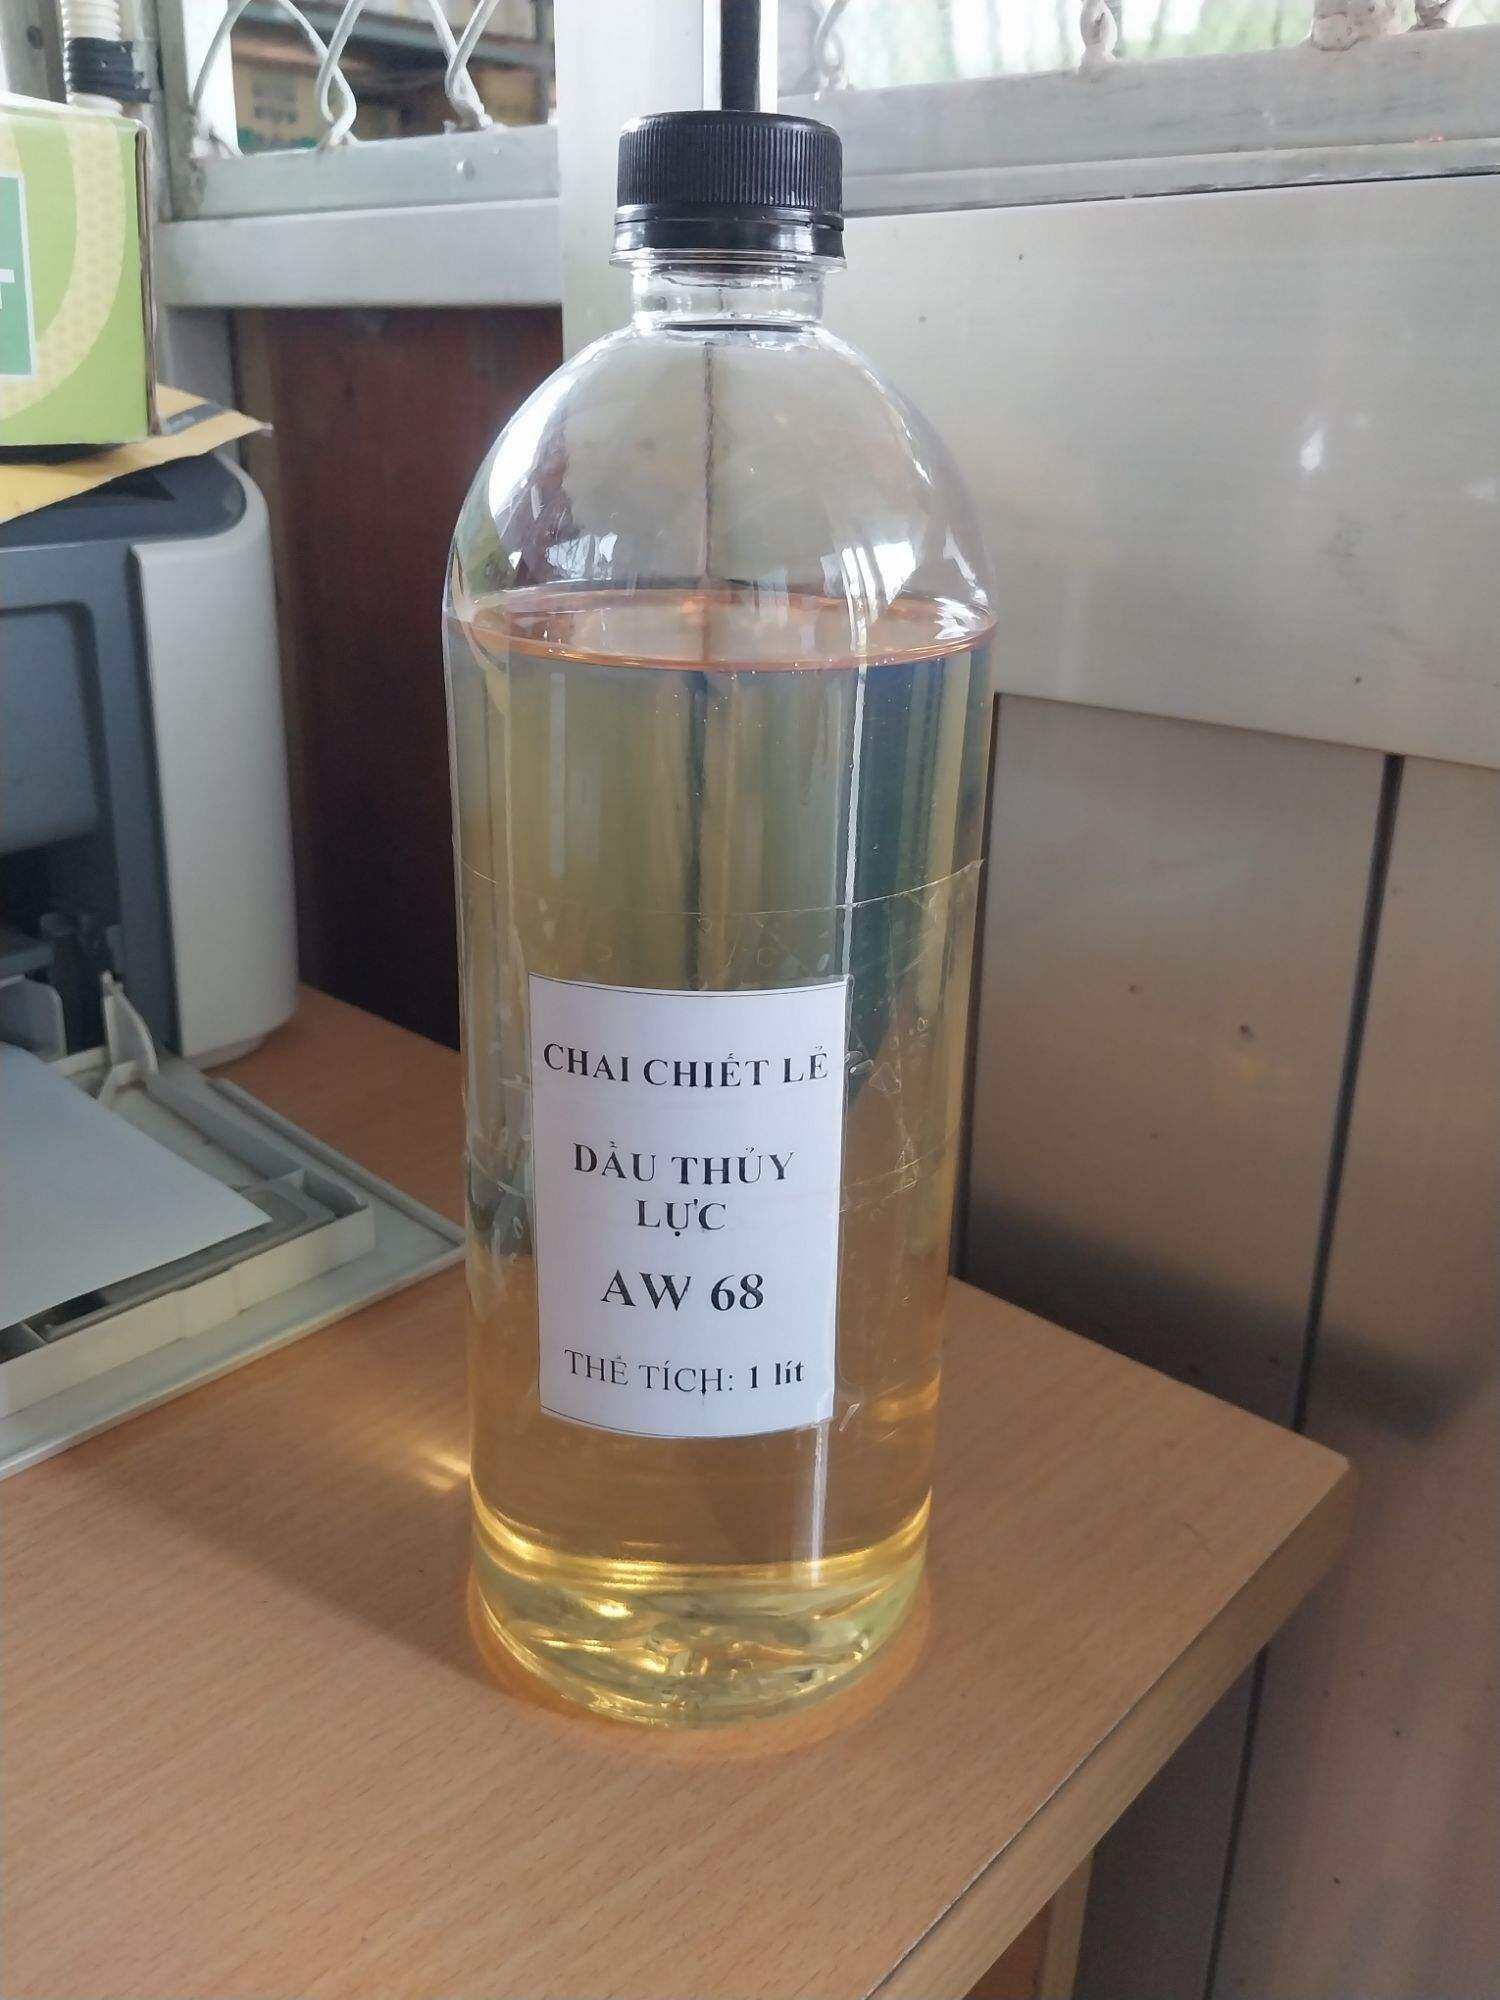 CHAI CHIẾT LẺ
DẦU THỦY
LỰC
AW 68
THỂ TÍCH: 1 lít